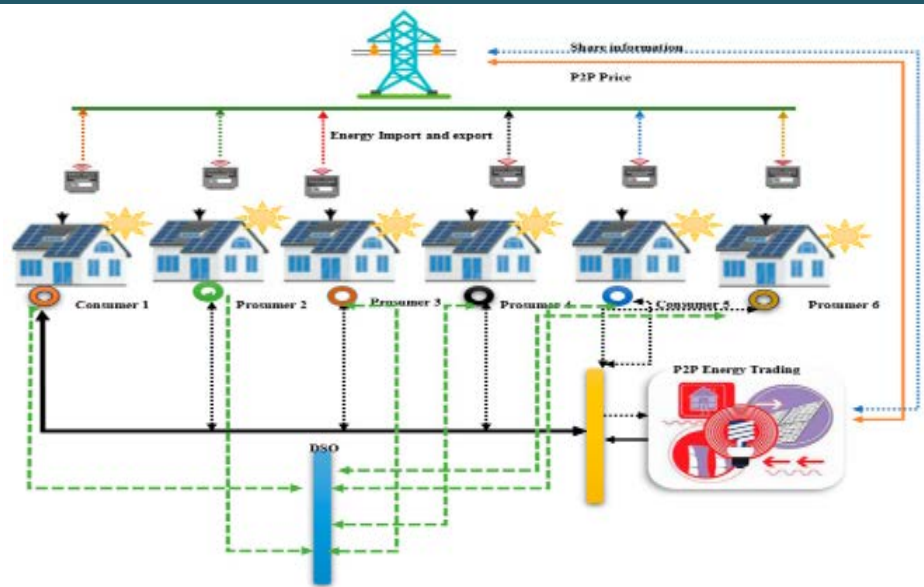 Share information
P2P Price
Energy Import and export
Consumer 1
Prosumer 2
Prosumer 3
Prosumer 4
Consumer 5
Prosumer 6
P2P Energy Trading
DSO